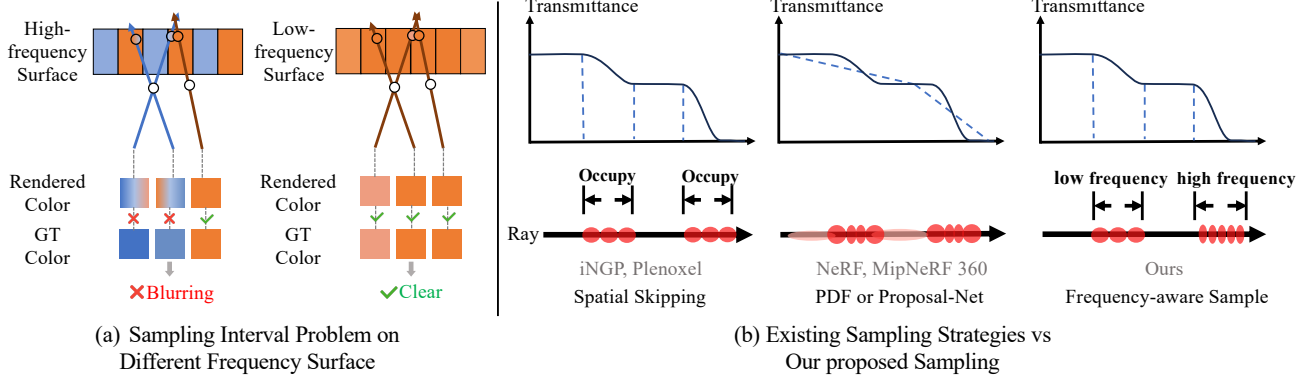 High-
frequency
Surface
Low-
frequency
Surface
Rendered
Color
GT
Color
Blurring
Rendered
Color
GT
Color
Clear
(a) Sampling Interval Problem on
Different Frequency Surface
Transmittance
Transmittance
Transmittance
Occupy
Occupy
low frequency
high frequency
Ray
iNGP, Plenoxel
Spatial Skipping
NeRF, MipNeRF 360
PDF or Proposal-Net
Ours
Frequency-aware Sample
(b) Existing Sampling Strategies vs
Our proposed Sampling